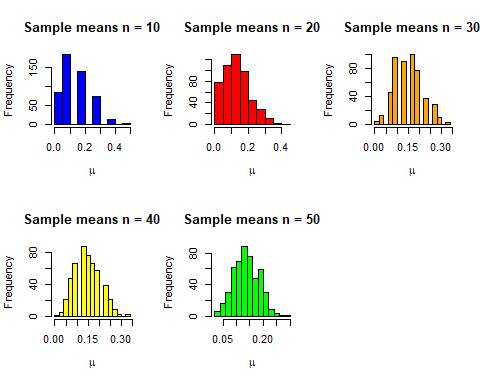 Sample means n = 10
Frequency
0 50 150
0.0 0.2 0.4
μ
Sample means n = 20
Frequency
0 40 80
0.0 0.2 0.4
μ
Sample means n = 30
Frequency
0 40 80
0.00 0.15 0.30
μ
Sample means n = 40
Frequency
0 40 80
0.00 0.15 0.30
μ
Sample means n = 50
Frequency
0 40 80
0.05 0.20
μ